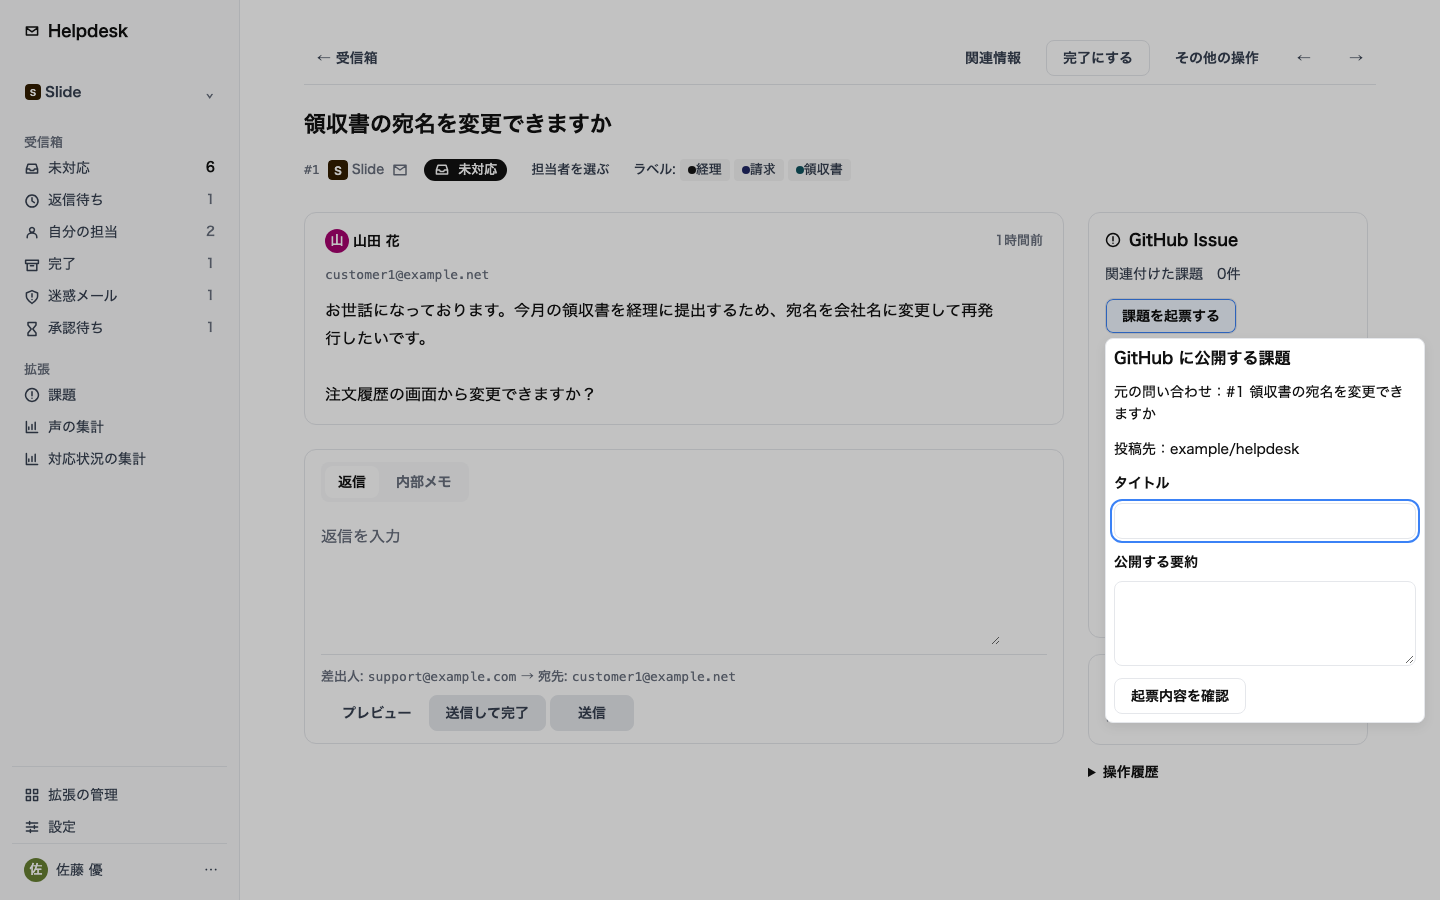 Helpdesk
S Slide
受信箱
未対応 6
返信待ち 1
自分の担当 2
完了 1
迷惑メール 1
承認待ち 1
拡張
課題
声の集計
対応状況の集計
拡張の管理
設定
佐 佐藤 優 …
← 受信箱 関連情報 完了にする その他の操作 ← →
領収書の宛名を変更できますか
#1 S Slide 未対応 担当者を選ぶ ラベル: 経理 請求 領収書
山 山田 花 1時間前
customer1@example.net
お世話になっております。今月の領収書を経理に提出するため、宛名を会社名に変更して再発
行したいです。
注文履歴の画面から変更できますか？
返信 内部メモ
返信を入力
差出人: support@example.com → 宛先: customer1@example.net
プレビュー 送信して完了 送信
GitHub Issue
関連付けた課題 0件
課題を起票する
GitHub に公開する課題
元の問い合わせ：#1 領収書の宛名を変更でき
ますか
投稿先：example/helpdesk
タイトル
公開する要約
起票内容を確認
▶ 操作履歴